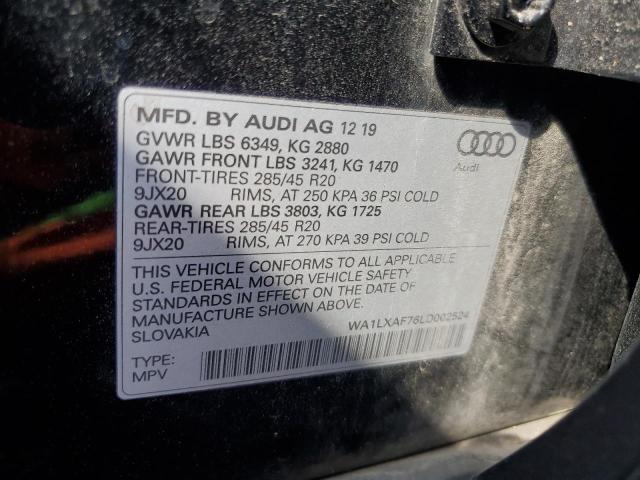 MFD. BY AUDI AG 12 19
GVWR LBS 6349, KG 2880
GAWR FRONT LBS 3241, KG 1470
FRONT-TIRES 285/45 R20
9JX20 RIMS, AT 250 KPA 36 PSI COLD
GAWR REAR LBS 3803, KG 1725
REAR-TIRES 285/45 R20
9JX20 RIMS, AT 270 KPA 39 PSI COLD
Audi
THIS VEHICLE CONFORMS TO ALL APPLICABLE
U.S. FEDERAL MOTOR VEHICLE SAFETY
STANDARDS IN EFFECT ON THE DATE OF
MANUFACTURE SHOWN ABOVE.
SLOVAKIA
WA1LXAF76LD002524
TYPE:
MPV